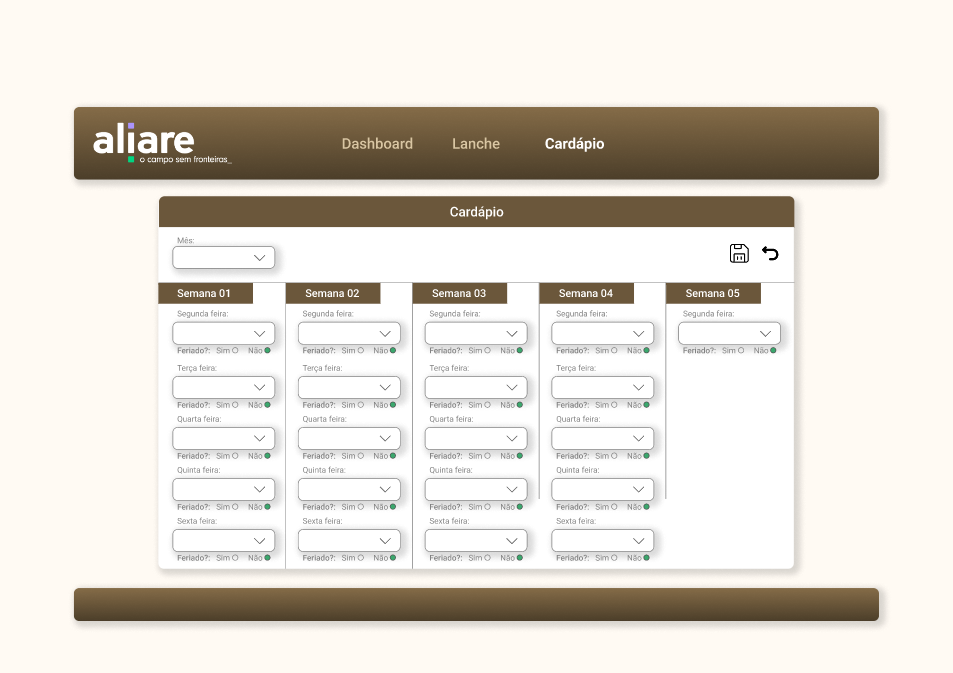 aliare
o campo sem fronteiras_
Dashboard Lanche Cardápio
Cardápio
Mês:
Semana 01 Semana 02 Semana 03 Semana 04 Semana 05
Segunda feira: Segunda feira: Segunda feira: Segunda feira: Segunda feira:
Feriado?: Sim Não Feriado?: Sim Não Feriado?: Sim Não Feriado?: Sim Não Feriado?: Sim Não
Terça feira: Terça feira: Terça feira: Terça feira:
Feriado?: Sim Não Feriado?: Sim Não Feriado?: Sim Não Feriado?: Sim Não
Quarta feira: Quarta feira: Quarta feira: Quarta feira:
Feriado?: Sim Não Feriado?: Sim Não Feriado?: Sim Não Feriado?: Sim Não
Quinta feira: Quinta feira: Quinta feira: Quinta feira:
Feriado?: Sim Não Feriado?: Sim Não Feriado?: Sim Não Feriado?: Sim Não
Sexta feira: Sexta feira: Sexta feira: Sexta feira:
Feriado?: Sim Não Feriado?: Sim Não Feriado?: Sim Não Feriado?: Sim Não